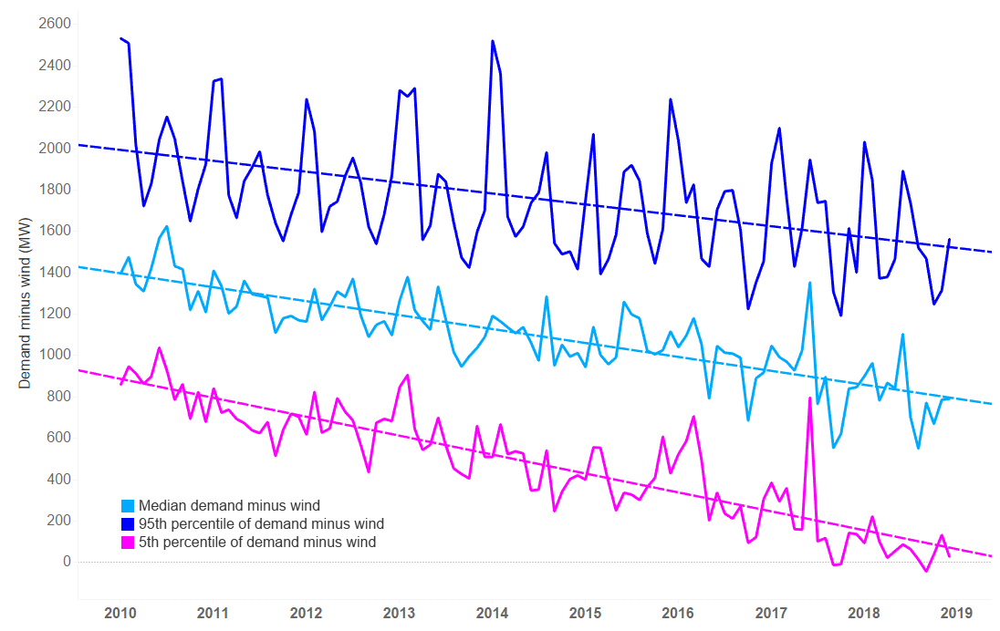 2600
2400
2200
2000
1800
1600
1400
1200
1000
800
600
400
200
0
Demand minus wind (MW)
Median demand minus wind
95th percentile of demand minus wind
5th percentile of demand minus wind
2010 2011 2012 2013 2014 2015 2016 2017 2018 2019